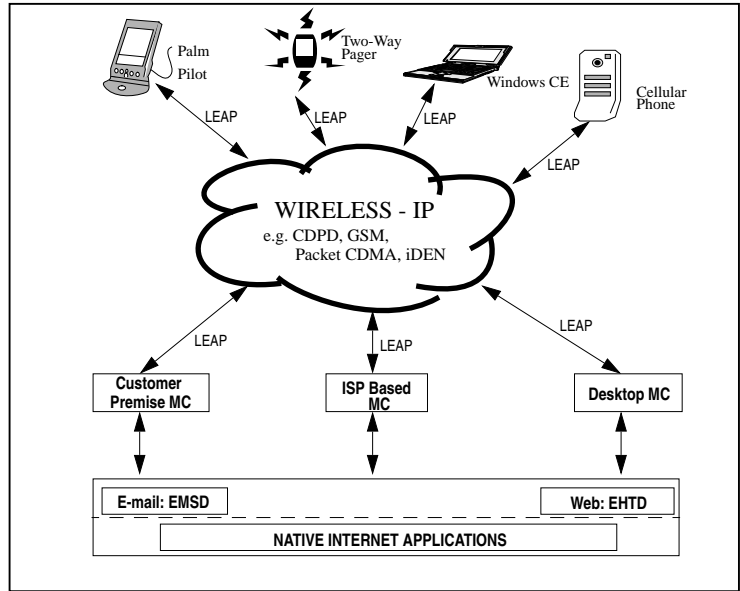 Palm
Pilot
Two-Way
Pager
Windows CE
Cellular
Phone
LEAP
LEAP
LEAP
LEAP
WIRELESS - IP
e.g. CDPD, GSM,
Packet CDMA, iDEN
LEAP
LEAP
LEAP
Customer
Premise MC
ISP Based
MC
Desktop MC
E-mail: EMSD
Web: EHTD
NATIVE INTERNET APPLICATIONS